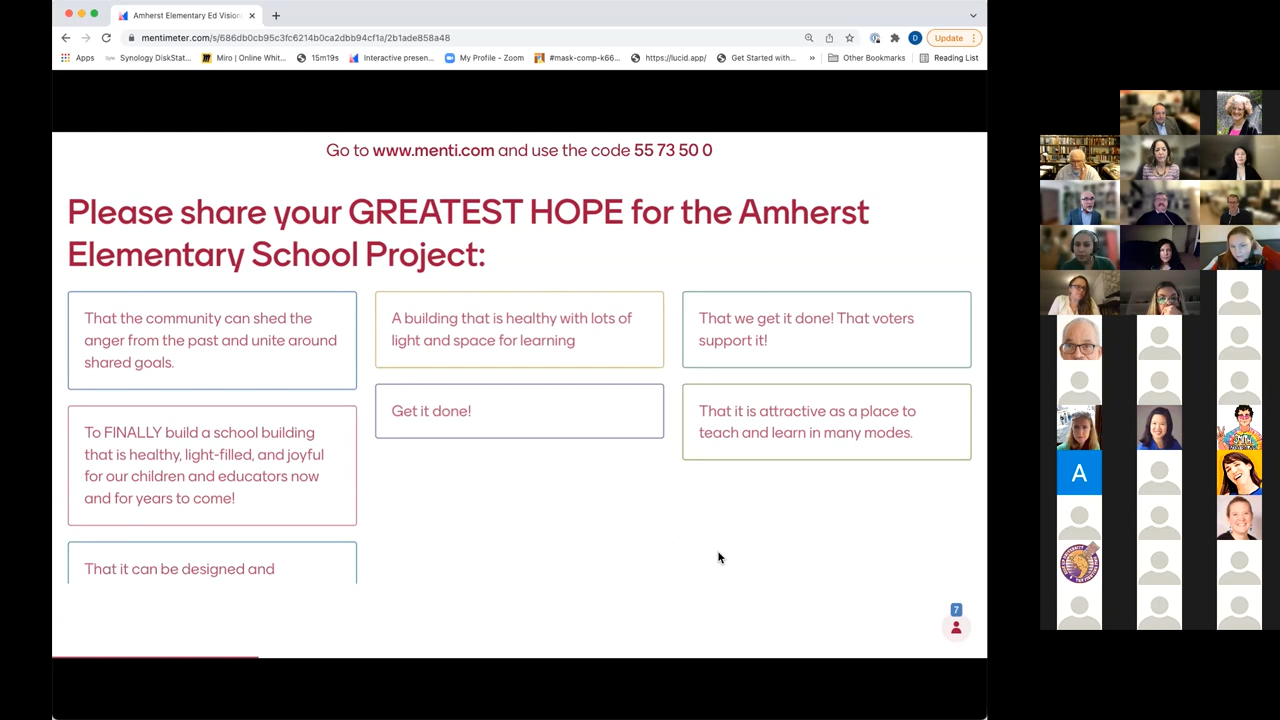 Amherst Elementary Ed Vision
mentimeter.com/s/686db0cb95c3fc6214b0ca2dbb94cf1a/2b1ade858a48
Update
Apps
Synology DiskStat...
Miro | Online Whit...
15m19s
Interactive presen...
My Profile - Zoom
#mask-comp-k66...
https://lucid.app/
Get Started with...
»
Other Bookmarks
Reading List
Go to www.menti.com and use the code 55 73 50 0
Please share your GREATEST HOPE for the Amherst
Elementary School Project:
That the community can shed the
anger from the past and unite around
shared goals.
A building that is healthy with lots of
light and space for learning
That we get it done! That voters
support it!
To FINALLY build a school building
that is healthy, light-filled, and joyful
for our children and educators now
and for years to come!
Get it done!
That it is attractive as a place to
teach and learn in many modes.
That it can be designed and
7
D
A